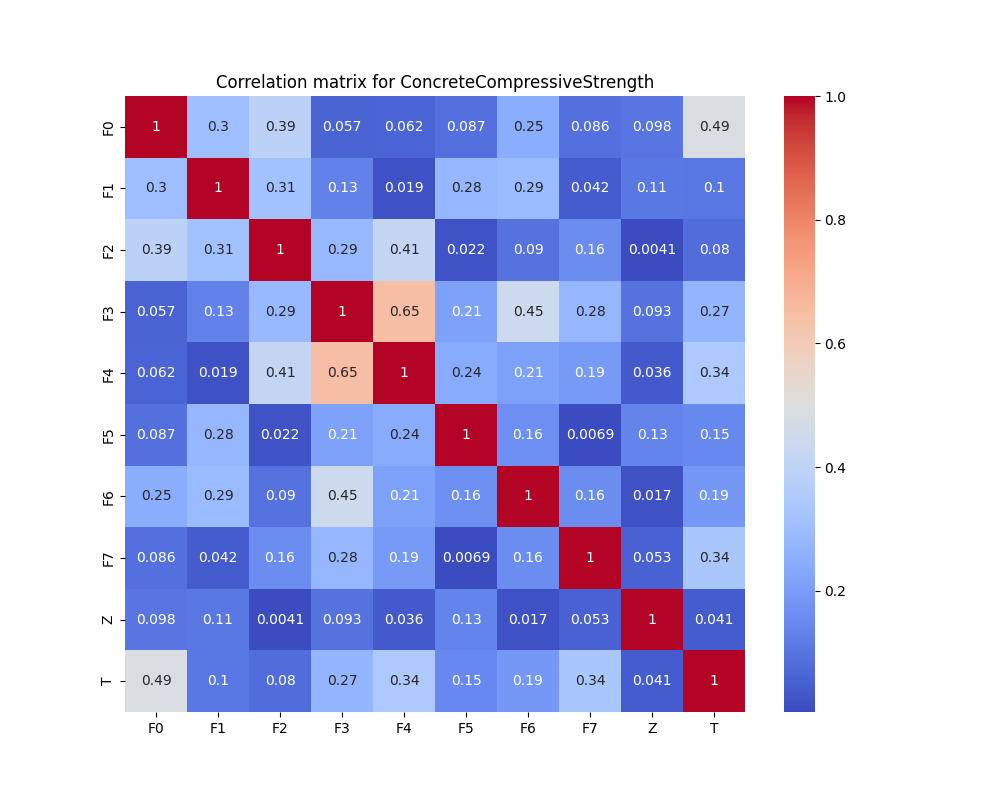 Correlation matrix for ConcreteCompressiveStrength
F0 1 0.3 0.39 0.057 0.062 0.087 0.25 0.086 0.098 0.49
F1 0.3 1 0.31 0.13 0.019 0.28 0.29 0.042 0.11 0.1
F2 0.39 0.31 1 0.29 0.41 0.022 0.09 0.16 0.0041 0.08
F3 0.057 0.13 0.29 1 0.65 0.21 0.45 0.28 0.093 0.27
F4 0.062 0.019 0.41 0.65 1 0.24 0.21 0.19 0.036 0.34
F5 0.087 0.28 0.022 0.21 0.24 1 0.16 0.0069 0.13 0.15
F6 0.25 0.29 0.09 0.45 0.21 0.16 1 0.16 0.017 0.19
F7 0.086 0.042 0.16 0.28 0.19 0.0069 0.16 1 0.053 0.34
Z 0.098 0.11 0.0041 0.093 0.036 0.13 0.017 0.053 1 0.041
T 0.49 0.1 0.08 0.27 0.34 0.15 0.19 0.34 0.041 1
F0 F1 F2 F3 F4 F5 F6 F7 Z T
1.0
0.8
0.6
0.4
0.2